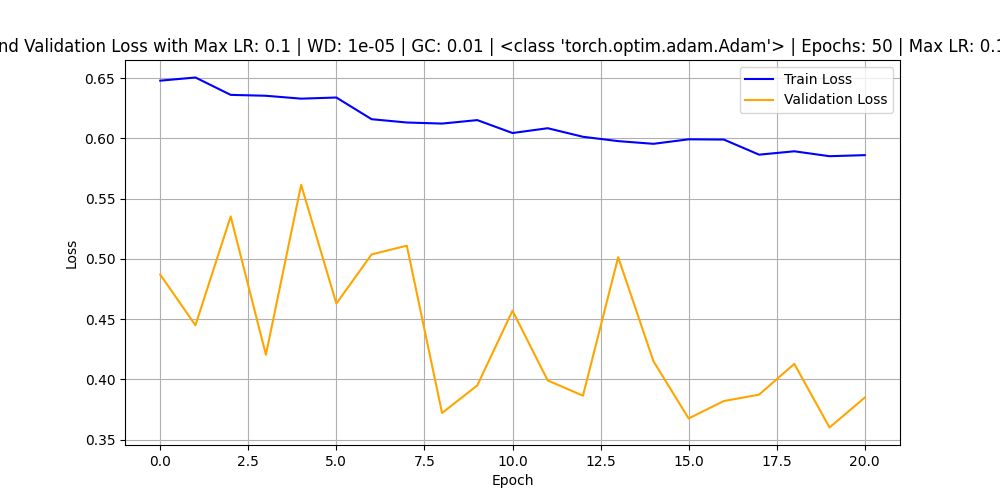 nd Validation Loss with Max LR: 0.1 | WD: 1e-05 | GC: 0.01 | <class 'torch.optim.adam.Adam'> | Epochs: 50 | Max LR: 0.1
Train Loss
Validation Loss
0.65
0.60
0.55
0.50
0.45
0.40
0.35
Loss
0.0 2.5 5.0 7.5 10.0 12.5 15.0 17.5 20.0
Epoch